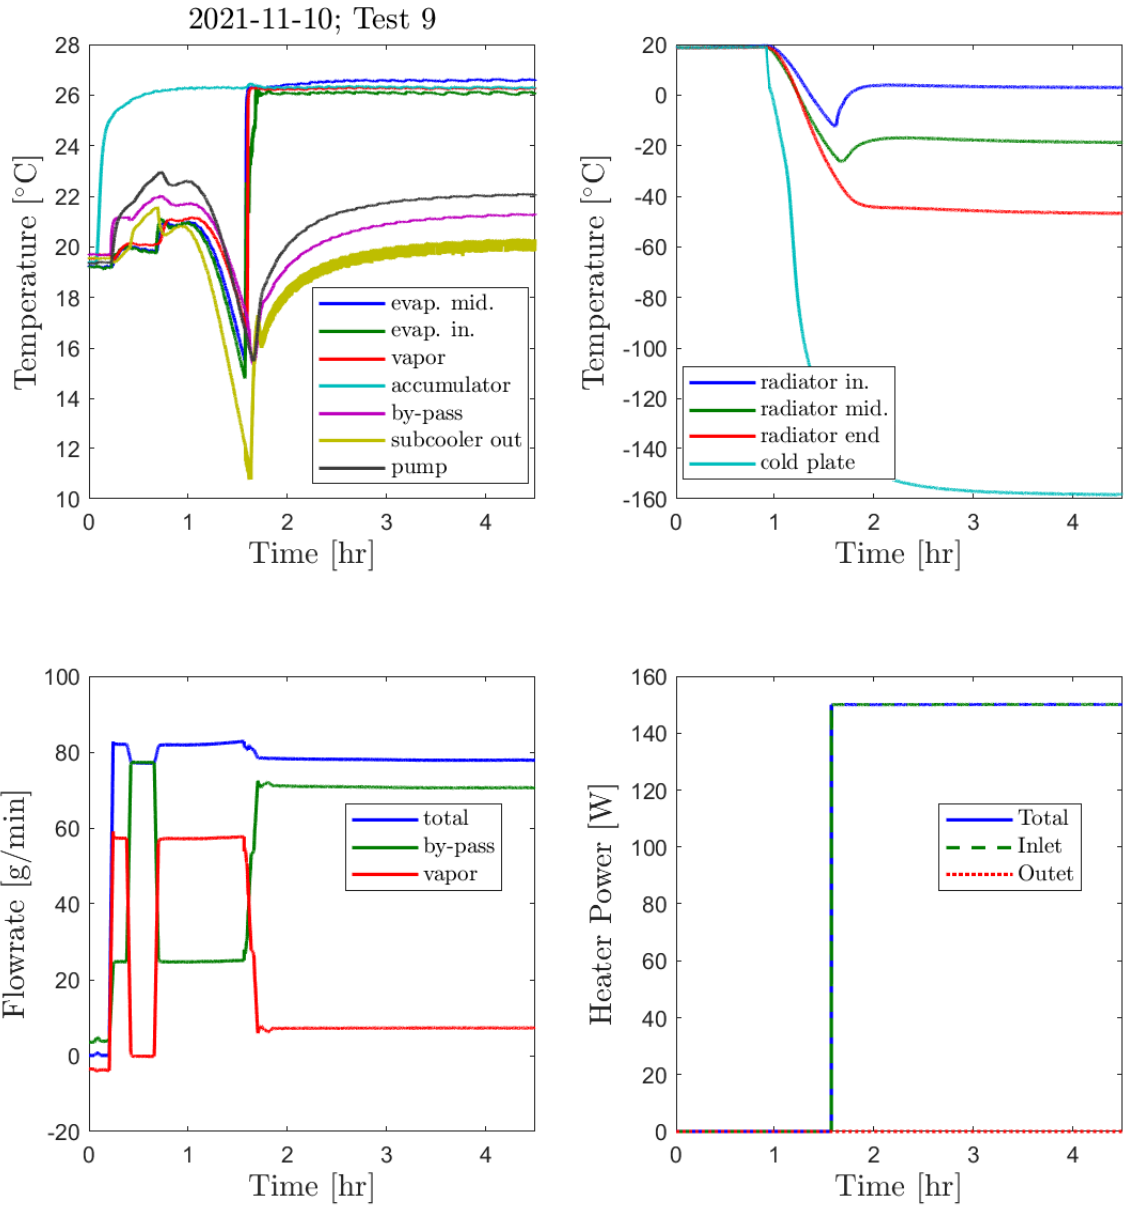 2021-11-10; Test 9
28
26
24
22
20
18
16
14
12
10
Temperature [°C]
evap. mid.
evap. in.
vapor
accumulator
by-pass
subcooler out
pump
0 1 2 3 4
Time [hr]
20
0
-20
-40
-60
-80
-100
-120
-140
-160
Temperature [°C]
radiator in.
radiator mid.
radiator end
cold plate
0 1 2 3 4
Time [hr]
100
80
60
40
20
0
-20
Flowrate [g/min]
total
by-pass
vapor
0 1 2 3 4
Time [hr]
160
140
120
100
80
60
40
20
0
Heater Power [W]
Total
Inlet
Outet
0 1 2 3 4
Time [hr]